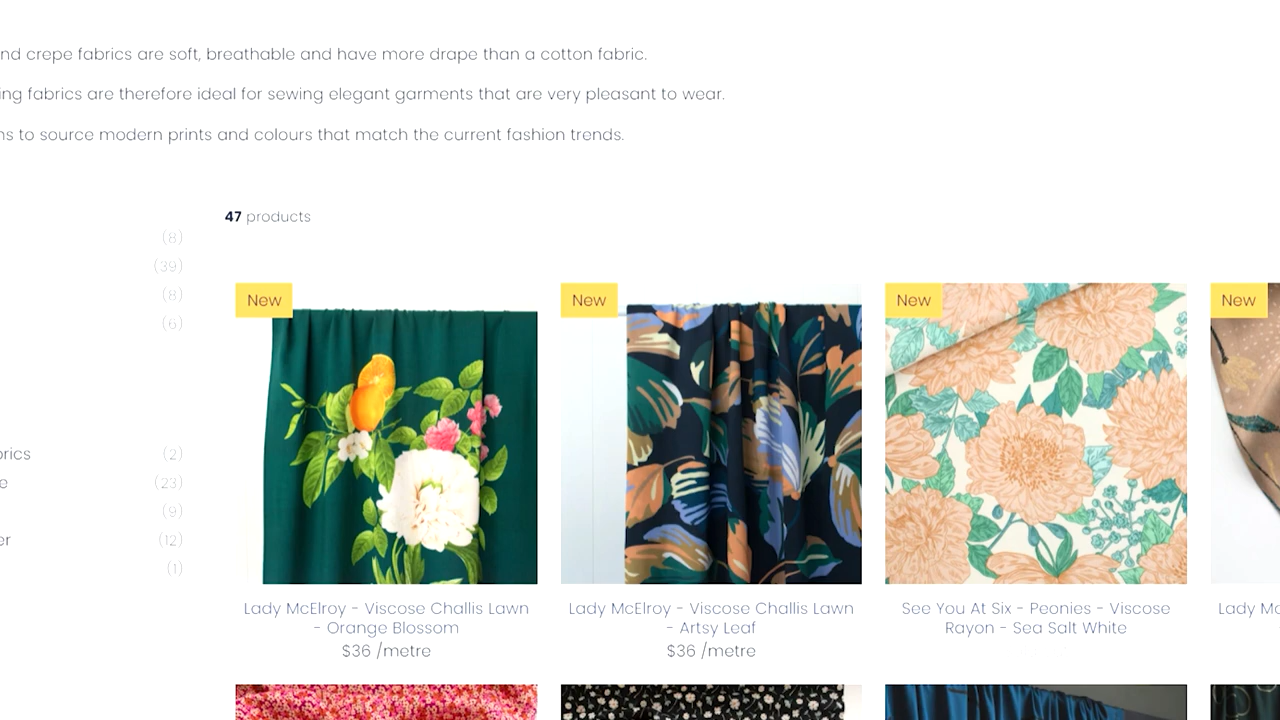 nd crepe fabrics are soft, breathable and have more drape than a cotton fabric.
ing fabrics are therefore ideal for sewing elegant garments that are very pleasant to wear.
ns to source modern prints and colours that match the current fashion trends.
47 products
(8)
(39)
(8)
(6)
brics (2)
e (23)
(9)
er (12)
(1)
New
New
New
New
Lady McElroy - Viscose Challis Lawn
- Orange Blossom
$36 /metre
Lady McElroy - Viscose Challis Lawn
- Artsy Leaf
$36 /metre
See You At Six - Peonies - Viscose
Rayon - Sea Salt White
Lady Mc